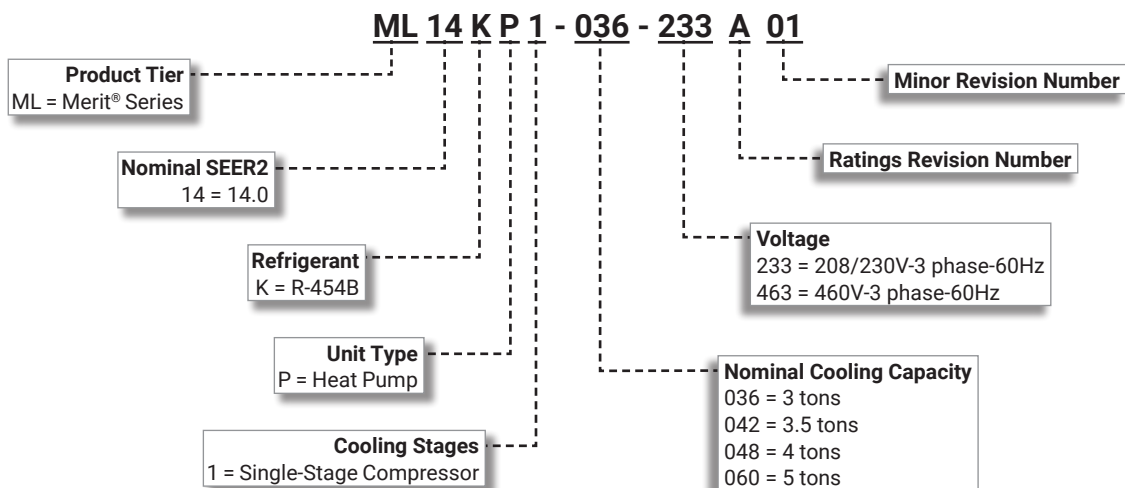 ML 14 K P 1 - 036 - 233 A 01
Product Tier
ML = Merit® Series
Minor Revision Number
Nominal SEER2
14 = 14.0
Ratings Revision Number
Refrigerant
K = R-454B
Voltage
233 = 208/230V-3 phase-60Hz
463 = 460V-3 phase-60Hz
Unit Type
P = Heat Pump
Nominal Cooling Capacity
036 = 3 tons
042 = 3.5 tons
048 = 4 tons
060 = 5 tons
Cooling Stages
1 = Single-Stage Compressor